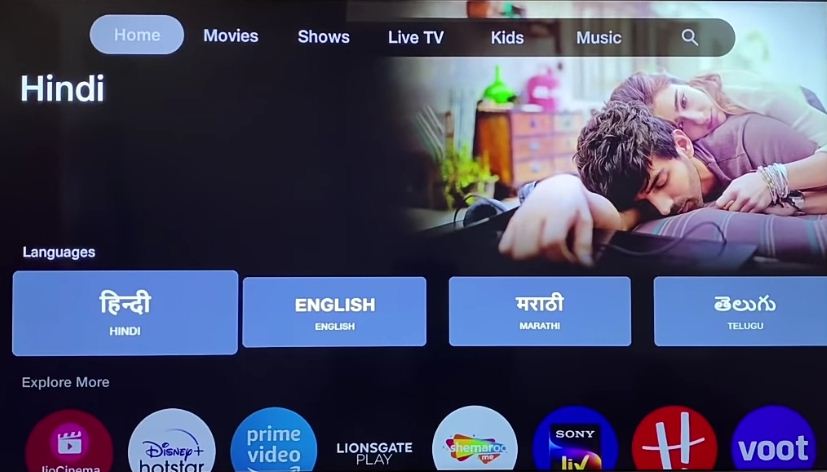 Home Movies Shows Live TV Kids Music
Hindi
Languages
हिन्दी
HINDI
ENGLISH
ENGLISH
मराठी
MARATHI
తెలుగు
TELUGU
Explore More
JioCinema
Disney+
hotstar
prime
video
LIONSGATE
PLAY
shemaroo
me
SONY
liv
H
voot